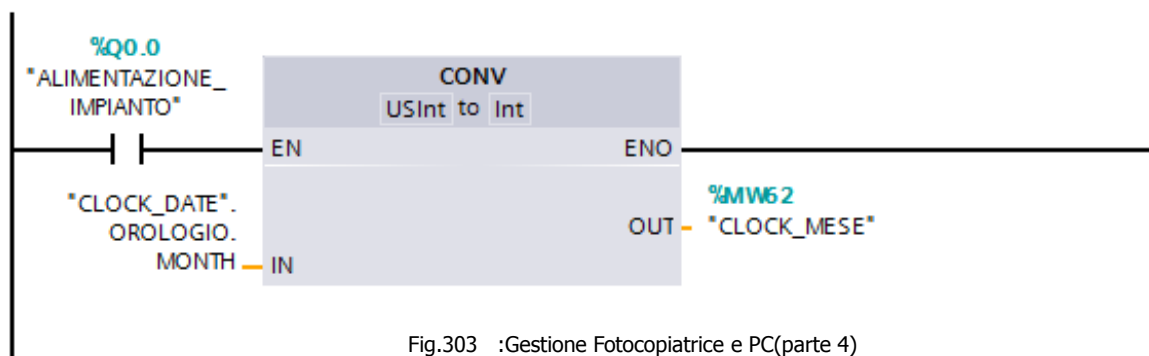 %Q0.0
"ALIMENTAZIONE_
IMPIANTO"
CONV
USInt to Int
EN
ENO
"CLOCK_DATE".
OROLOGIO.
MONTH
IN
%MW62
OUT
"CLOCK_MESE"
Fig.303 :Gestione Fotocopiatrice e PC(parte 4)